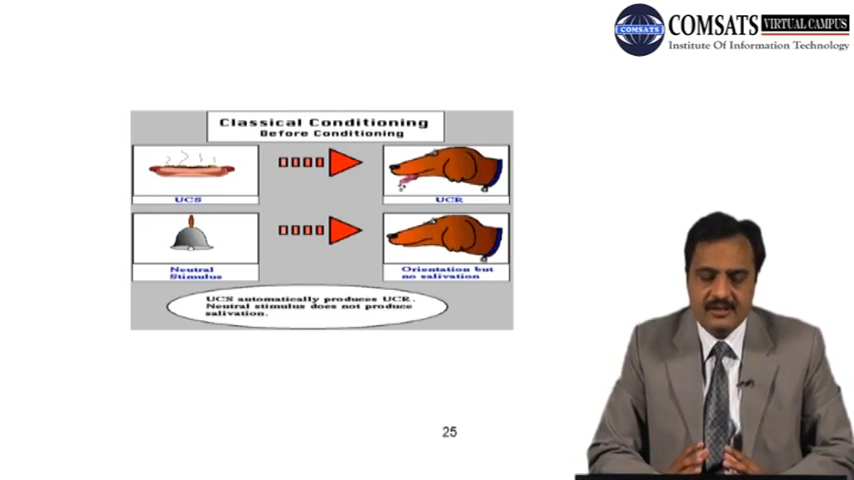 COMSATS
COMSATS VIRTUAL CAMPUS
Institute Of Information Technology
Classical Conditioning
Before Conditioning
UCS
UCR
Neutral
Stimulus
Orientation but
no salivation
UCS automatically produces UCR.
Neutral stimulus does not produce
salivation.
25